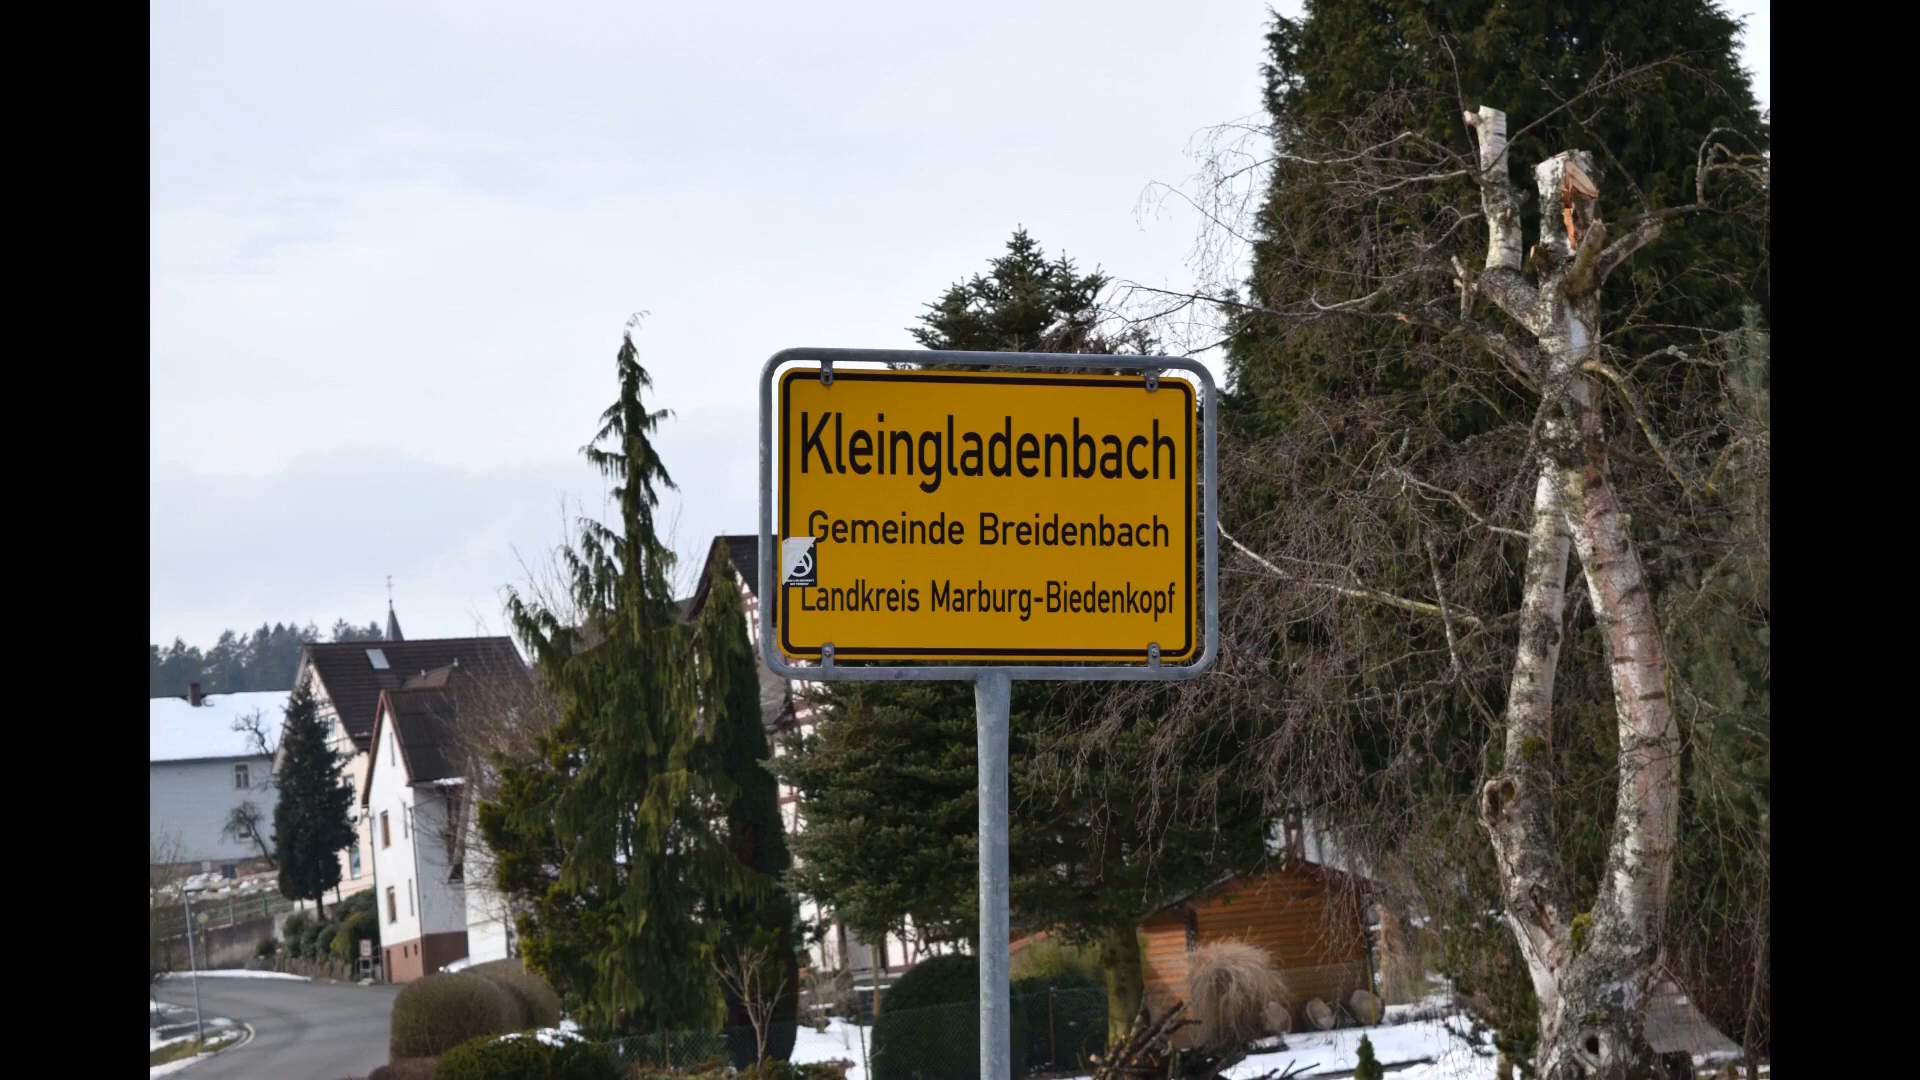 Kleingladenbach
Gemeinde Breidenbach
Landkreis Marburg-Biedenkopf